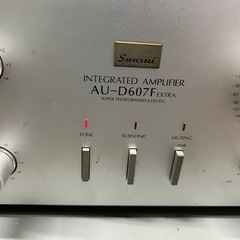 Sansui
INTEGRATED AMPLIFIER
AU-D607F EXTRA
SUPER FEEDFORWARD & DD/DC
TONE
SUBSONIC
MUTING